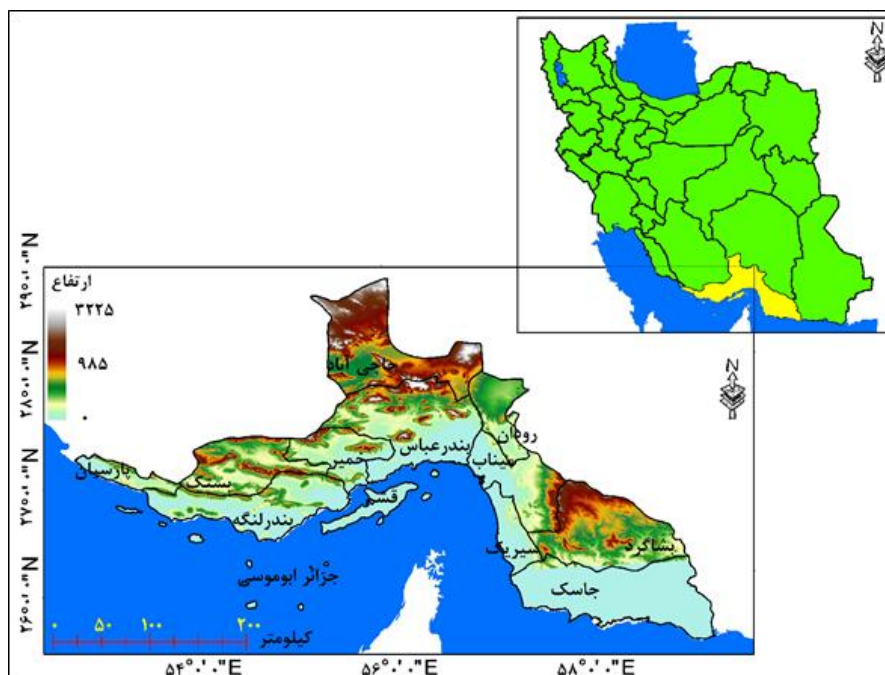 N
N
ارتفاع
۳۲۲۵
۹۸۵
۰
۲۹°۰'۰"N
۲۸°۰'۰"N
۲۷°۰'۰"N
۲۶°۰'۰"N
حاجی آباد
رودان
بندرعباس
میناب
خمیر
پارسیان
بستک
قشم
بندرلنگه
سیریک
بشاگرد
جزائر ابوموسی
جاسک
۰ ۵۰ ۱۰۰ ۲۰۰
کیلومتر
۵۴°۰'۰"E ۵۶°۰'۰"E ۵۸°۰'۰"E